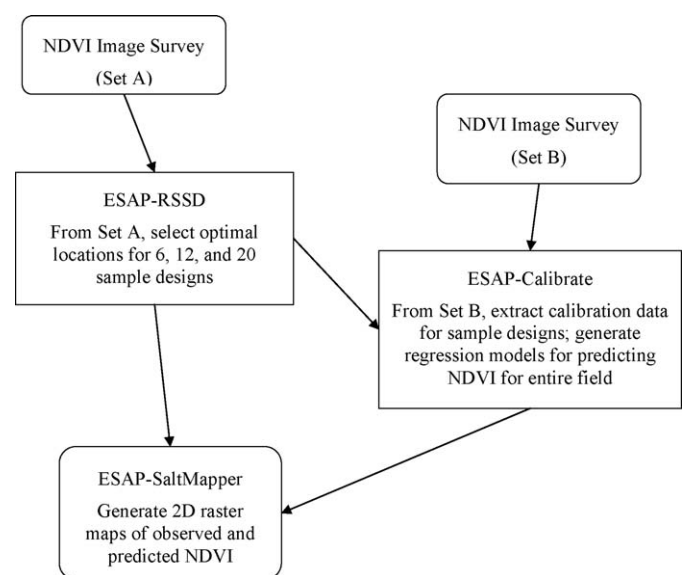 NDVI Image Survey
(Set A)
NDVI Image Survey
(Set B)
ESAP-RSSD
From Set A, select optimal
locations for 6, 12, and 20
sample designs
ESAP-Calibrate
From Set B, extract calibration data
for sample designs; generate
regression models for predicting
NDVI for entire field
ESAP-SaltMapper
Generate 2D raster
maps of observed and
predicted NDVI